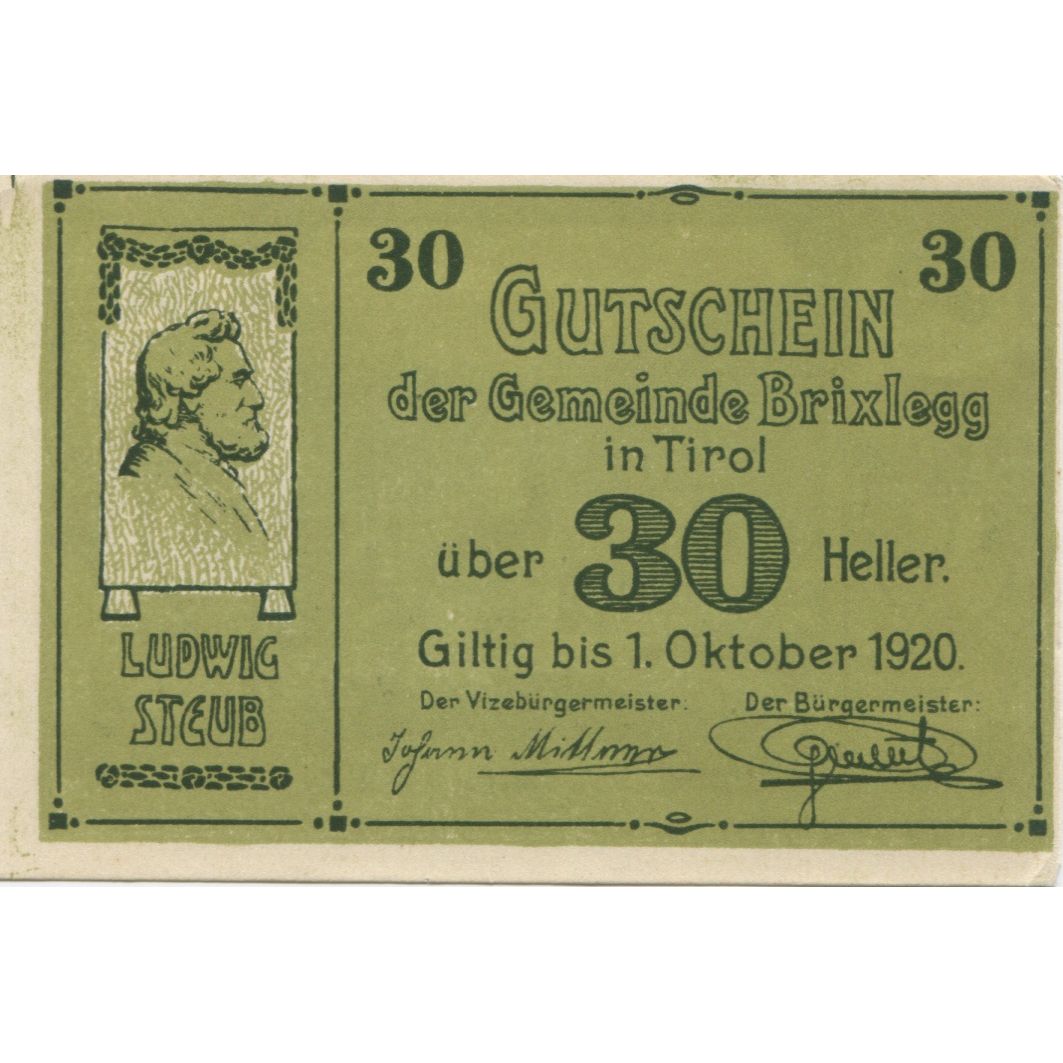 30
30
GUTSCHEIN
der Gemeinde Brixlegg
in Tirol
über 30 Heller.
Giltig bis 1. Oktober 1920.
Der Vizebürgermeister: Der Bürgermeister:
Johann
LUDWIG
STEUB